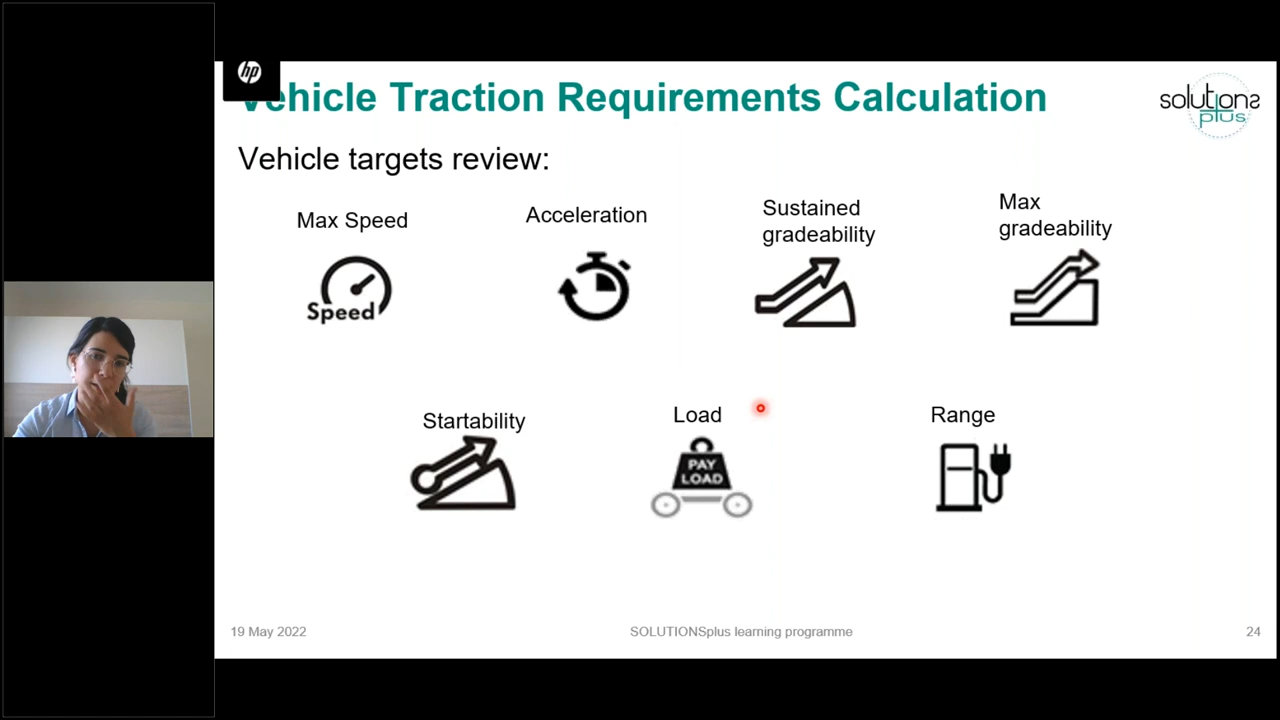 hp
Vehicle Traction Requirements Calculation
solutions
plus
Vehicle targets review:
Max Speed
Acceleration
Sustained
gradeability
Max
gradeability
Speed
Startability
Load
Range
PAY
LOAD
19 May 2022
SOLUTIONSplus learning programme
24